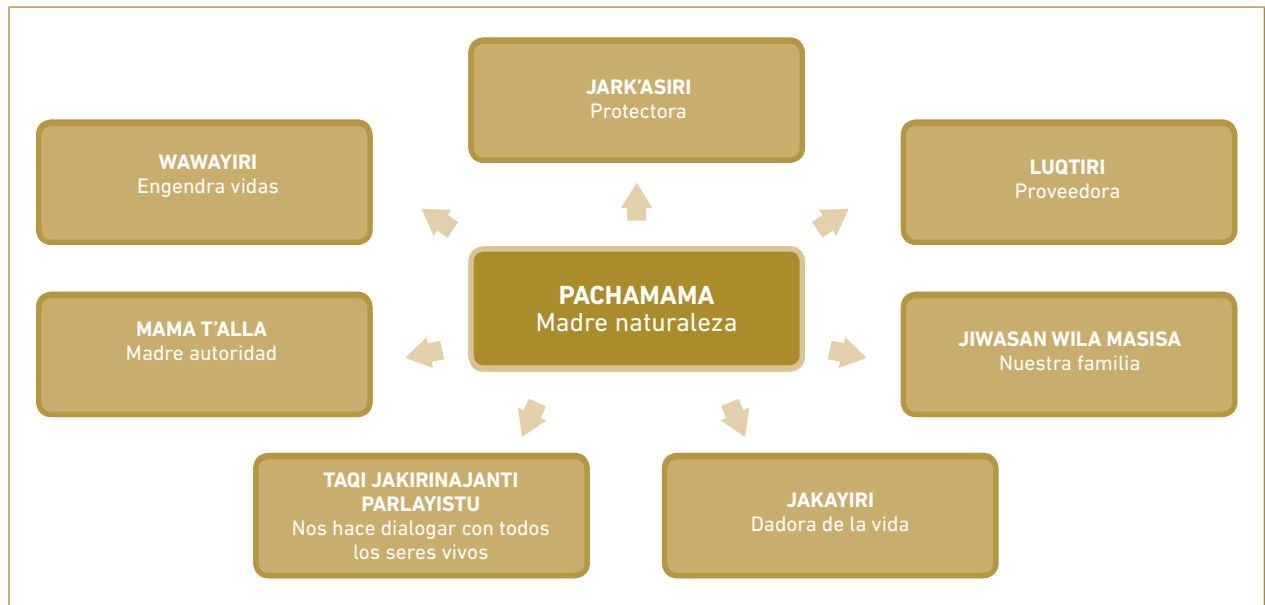 JARK'ASIRI
Protectora
WAWAYIRI
Engendra vidas
LUQTIRI
Proveedora
PACHAMAMA
Madre naturaleza
MAMA T'ALLA
Madre autoridad
JIWASAN WILA MASISA
Nuestra familia
TAQI JAKIRINAJANTI
PARLAYISTU
Nos hace dialogar con todos
los seres vivos
JAKAYIRI
Dadora de la vida